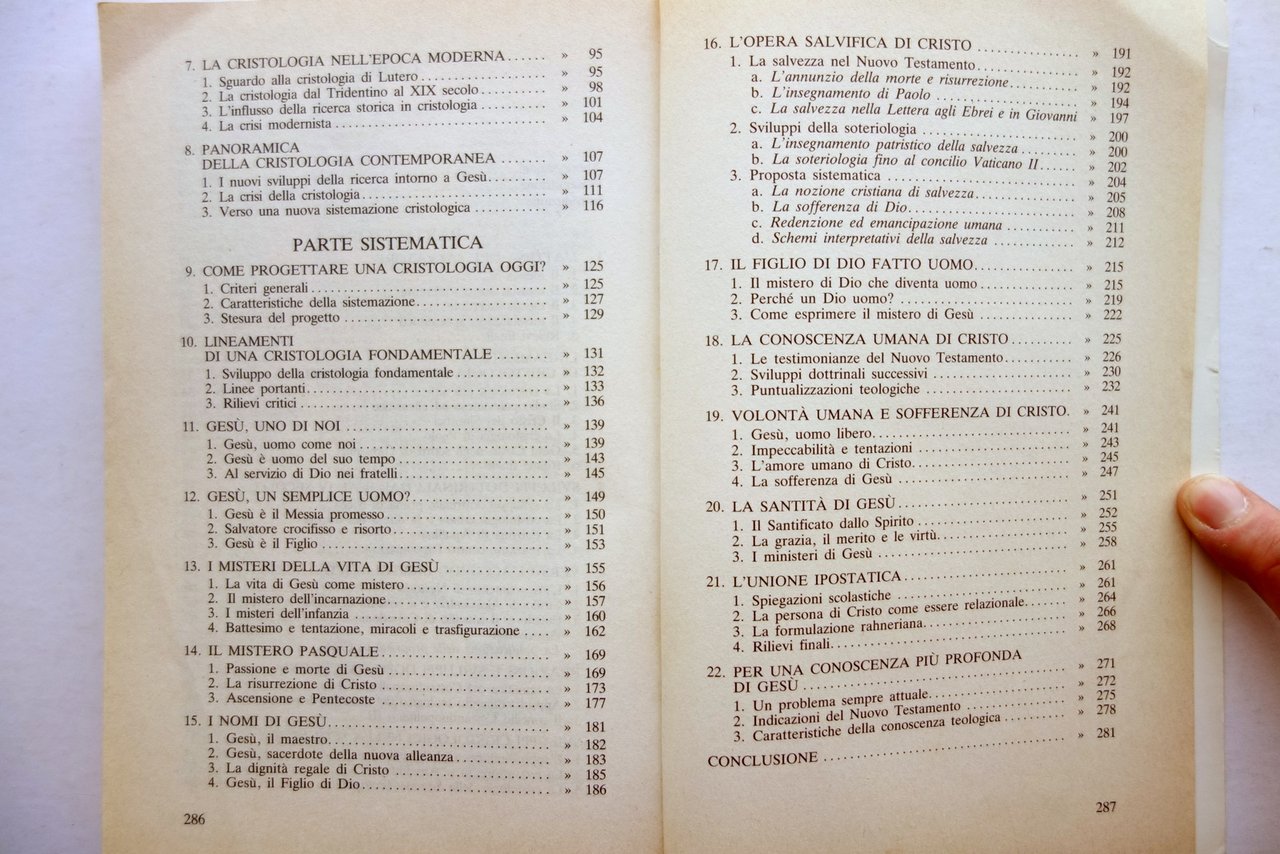 7. LA CRISTOLOGIA NELL'EPOCA MODERNA ...... » 95
1. Sguardo alla cristologia di Lutero .................. » 95
2. La cristologia dal Tridentino al XIX secolo ......... » 98
3. L'influsso della ricerca storica in cristologia ......... » 101
4. La crisi modernista ............................. » 104
8. PANORAMICA
DELLA CRISTOLOGIA CONTEMPORANEA ....... » 107
1. I nuovi sviluppi della ricerca intorno a Gesù ........ » 107
2. La crisi della cristologia ......................... » 111
3. Verso una nuova sistemazione cristologica .......... » 116
PARTE SISTEMATICA
9. COME PROGETTARE UNA CRISTOLOGIA OGGI? » 125
1. Criteri generali ................................. » 125
2. Caratteristiche della sistemazione .................. » 127
3. Stesura del progetto ............................ » 129
10. LINEAMENTI
DI UNA CRISTOLOGIA FONDAMENTALE ........ » 131
1. Sviluppo della cristologia fondamentale ............. » 132
2. Linee portanti .................................. » 133
3. Rilievi critici ................................... » 136
11. GESÙ, UNO DI NOI ............................. » 139
1. Gesù, uomo come noi ........................... » 139
2. Gesù è uomo del suo tempo ..................... » 143
3. Al servizio di Dio nei fratelli ..................... » 145
12. GESÙ, UN SEMPLICE UOMO? .................... » 149
1. Gesù è il Messia promesso ....................... » 150
2. Salvatore crocifisso e risorto ...................... » 151
3. Gesù è il Figlio ................................. » 153
13. I MISTERI DELLA VITA DI GESÙ ................ » 155
1. La vita di Gesù come mistero .................... » 156
2. Il mistero dell'incarnazione ....................... » 157
3. I misteri dell'infanzia ........................... » 160
4. Battesimo e tentazione, miracoli e trasfigurazione .... » 162
14. IL MISTERO PASQUALE ......................... » 169
1. Passione e morte di Gesù ........................ » 169
2. La risurrezione di Cristo ......................... » 173
3. Ascensione e Pentecoste ......................... » 177
15. I NOMI DI GESÙ ................................ » 181
1. Gesù, il maestro ................................ » 182
2. Gesù, sacerdote della nuova alleanza .............. » 183
3. La dignità regale di Cristo ....................... » 185
4. Gesù, il Figlio di Dio ........................... » 186
286
16. L'OPERA SALVIFICA DI CRISTO ................ » 191
1. La salvezza nel Nuovo Testamento ................ » 192
a. L'annunzio della morte e risurrezione ........... » 192
b. L'insegnamento di Paolo ..................... » 194
c. La salvezza nella Lettera agli Ebrei e in Giovanni » 197
2. Sviluppi della soteriologia ........................ » 200
a. L'insegnamento patristico della salvezza ......... » 200
b. La soteriologia fino al concilio Vaticano II ...... » 202
3. Proposta sistematica ............................ » 204
a. La nozione cristiana di salvezza ............... » 205
b. La sofferenza di Dio ......................... » 208
c. Redenzione ed emancipazione umana ........... » 211
d. Schemi interpretativi della salvezza ............. » 212
17. IL FIGLIO DI DIO FATTO UOMO ................ » 215
1. Il mistero di Dio che diventa uomo ............... » 215
2. Perché un Dio uomo? ........................... » 219
3. Come esprimere il mistero di Gesù ............... » 222
18. LA CONOSCENZA UMANA DI CRISTO ............ » 225
1. Le testimonianze del Nuovo Testamento ............ » 226
2. Sviluppi dottrinali successivi ..................... » 230
3. Puntualizzazioni teologiche ...................... » 232
19. VOLONTÀ UMANA E SOFFERENZA DI CRISTO . » 241
1. Gesù, uomo libero .............................. » 241
2. Impeccabilità e tentazioni ....................... » 243
3. L'amore umano di Cristo ........................ » 245
4. La sofferenza di Gesù .......................... » 247
20. LA SANTITÀ DI GESÙ ........................... » 251
1. Il Santificato dallo Spirito ....................... » 252
2. La grazia, il merito e le virtù .................... » 255
3. I ministeri di Gesù ............................. » 258
21. L'UNIONE IPOSTATICA .......................... » 261
1. Spiegazioni scolastiche .......................... » 261
2. La persona di Cristo come essere relazionale ....... » 264
3. La formulazione rahneriana ...................... » 266
4. Rilievi finali ................................... » 268
22. PER UNA CONOSCENZA PIÙ PROFONDA
DI GESÙ ....................................... » 271
1. Un problema sempre attuale ..................... » 272
2. Indicazioni del Nuovo Testamento ................ » 275
3. Caratteristiche della conoscenza teologica .......... » 278
CONCLUSIONE ..................................... » 281
287